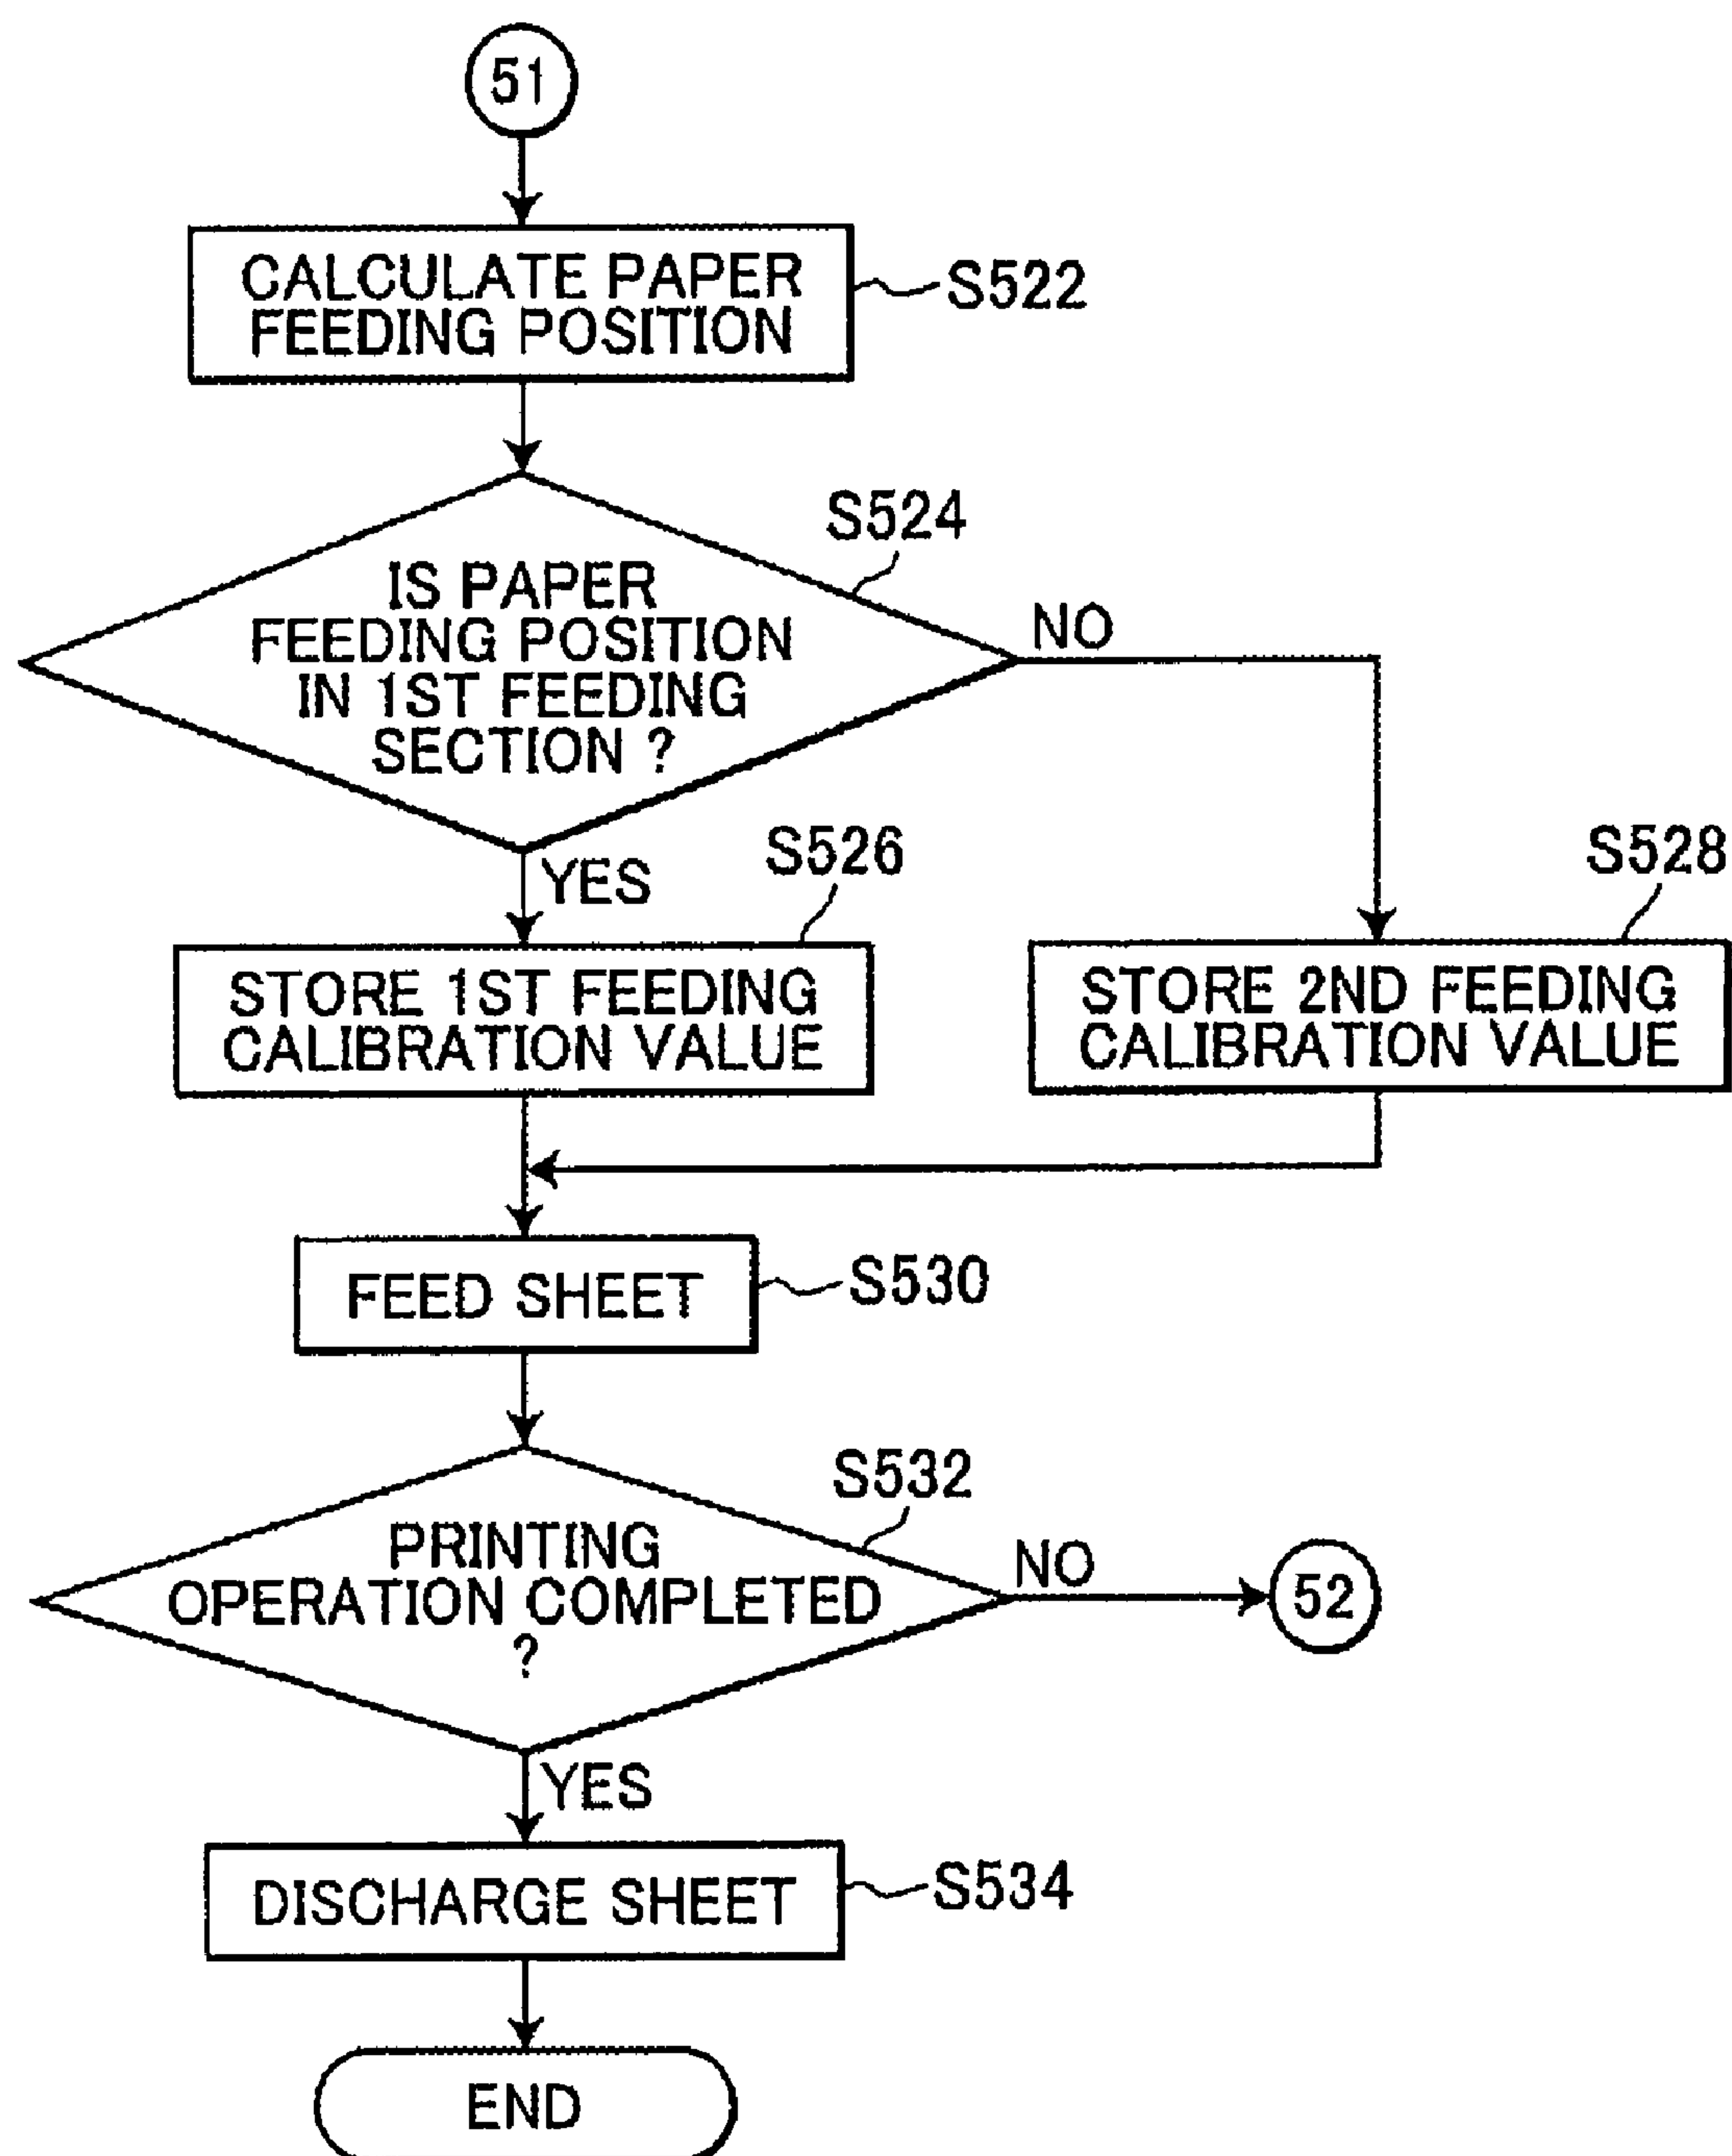 51
CALCULATE PAPER
FEEDING POSITION
S522
S524
IS PAPER
FEEDING POSITION
IN 1ST FEEDING
SECTION ?
NO
YES
S526
S528
STORE 1ST FEEDING
CALIBRATION VALUE
STORE 2ND FEEDING
CALIBRATION VALUE
FEED SHEET
S530
S532
PRINTING
OPERATION COMPLETED
?
NO
52
YES
DISCHARGE SHEET
S534
END